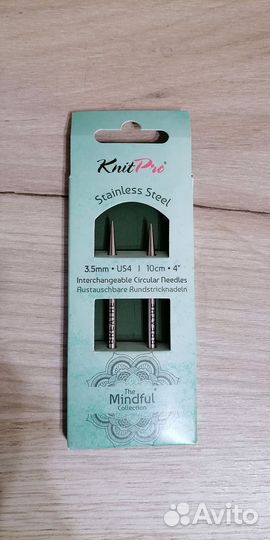 KnitPro®
Stainless Steel
3.5mm • US4 | 10cm • 4"
Interchangeable Circular Needles
Austauschbare Rundstricknadeln
The
Mindful
Collection
Avito